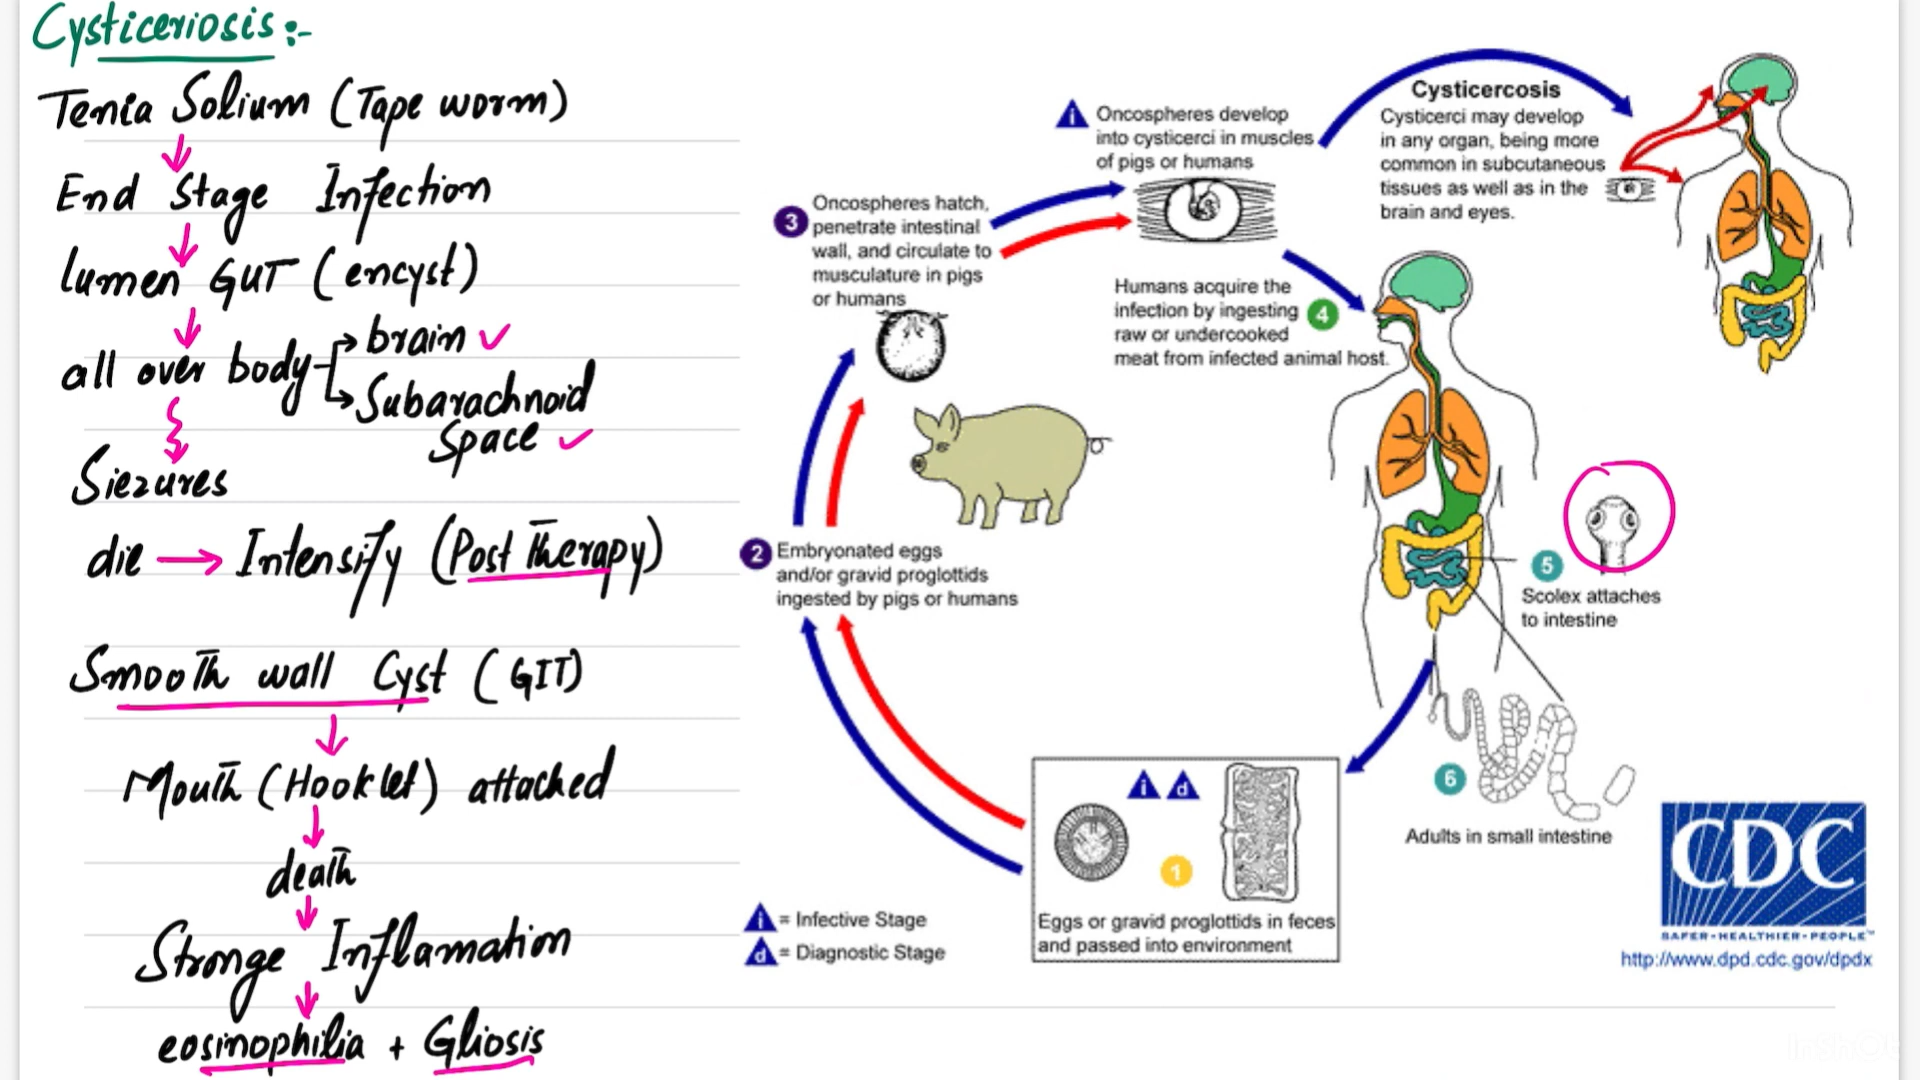 Cysticeriosis :-
Tenia Solium (Tape worm)
End Stage Infection
lumen GUT (encyst)
all over body
brain
Subarachnoid
Space
Siezures
die → Intensify (Post Therapy)
Smooth wall Cyst (GIT)
Mouth (Hooklet) attached
death
Stronge Inflamation
eosinophilia + Gliosis
i Oncospheres develop
into cysticerci in muscles
of pigs or humans
Cysticercosis
Cysticerci may develop
in any organ, being more
common in subcutaneous
tissues as well as in the
brain and eyes.
3 Oncospheres hatch,
penetrate intestinal
wall, and circulate to
musculature in pigs
or humans
Humans acquire the
infection by ingesting 4
raw or undercooked
meat from infected animal host.
2 Embryonated eggs
and/or gravid proglottids
ingested by pigs or humans
5
Scolex attaches
to intestine
6
Adults in small intestine
i d
1
Eggs or gravid proglottids in feces
and passed into environment
i = Infective Stage
d = Diagnostic Stage
CDC
SAFER·HEALTHIER·PEOPLE™
http://www.dpd.cdc.gov/dpdx
InShOt